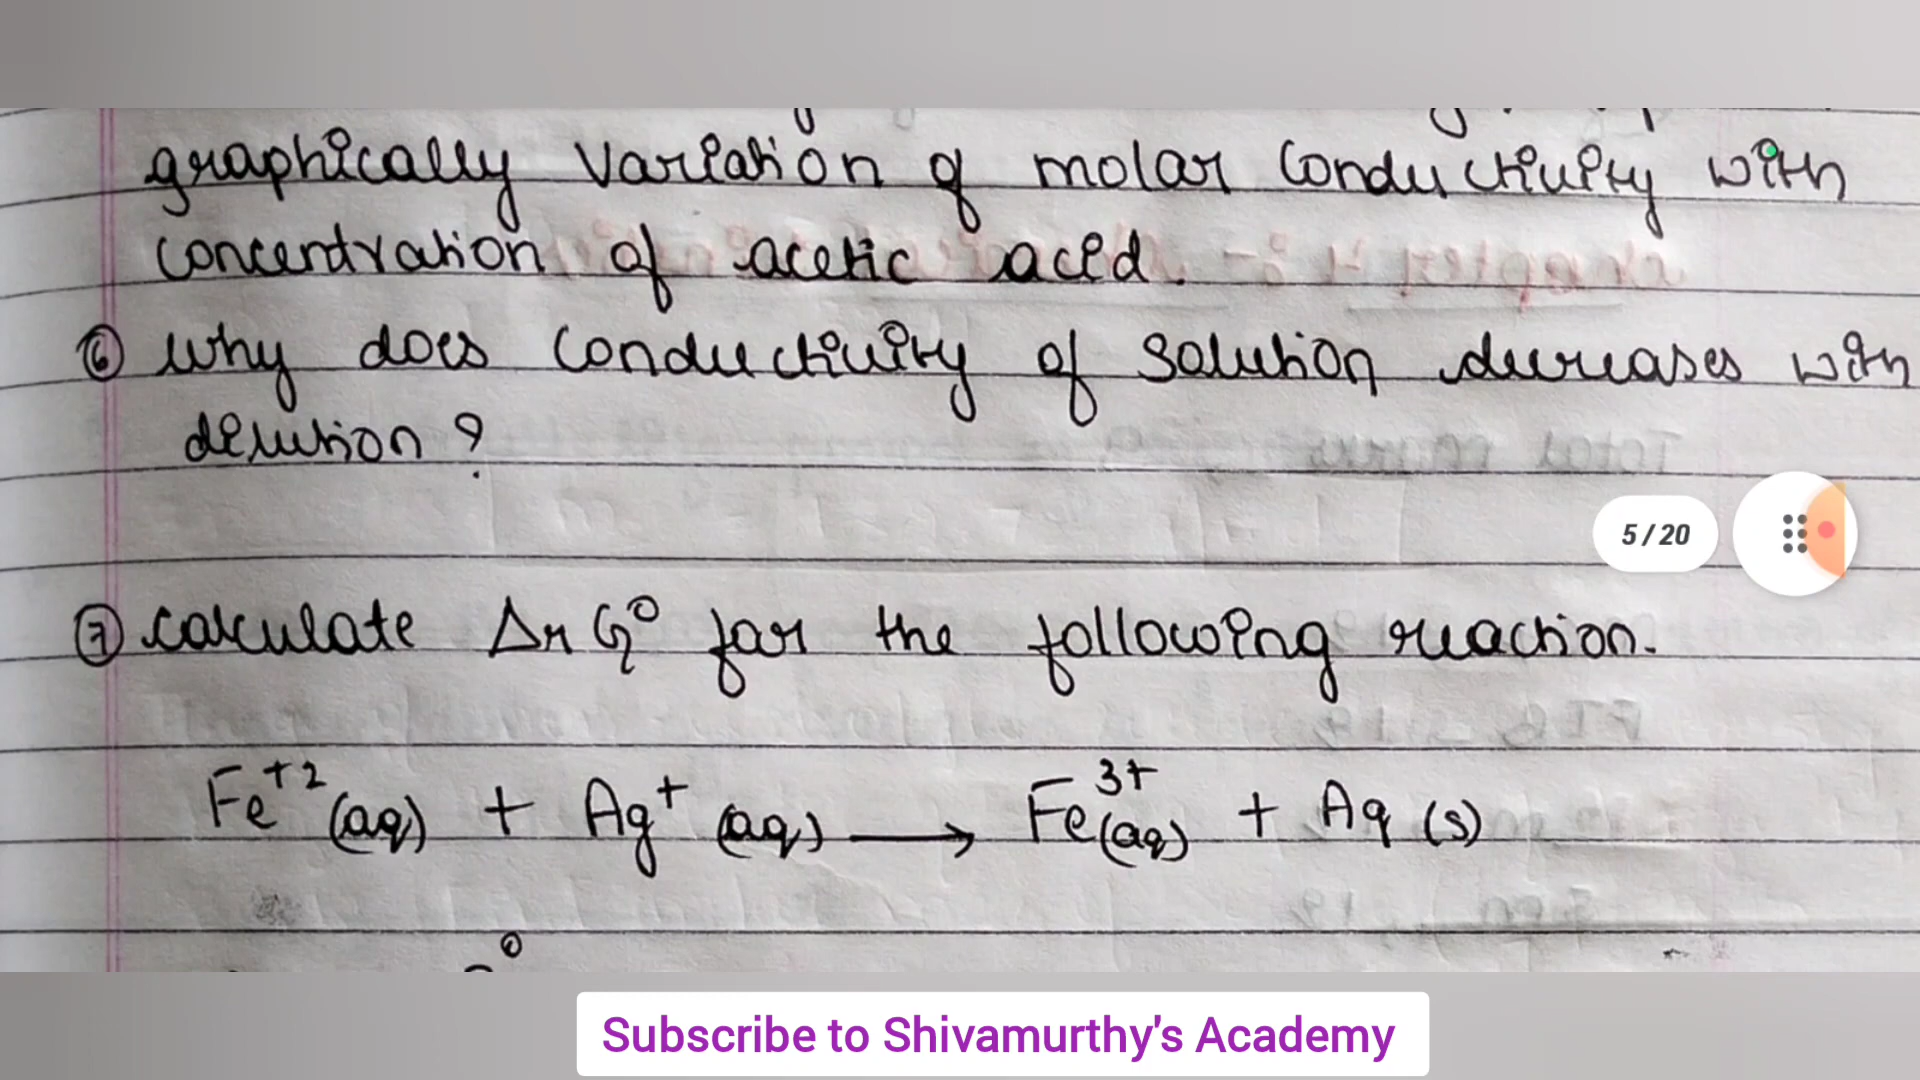 graphically variation of molar conductivity with
concentration of acetic acid.
⑥ why does conductivity of solution decreases with
dilution ?
5 / 20
⑦ calculate ΔrG⁰ for the following reaction.
Fe⁺²(aq) + Ag⁺ (aq) ⟶ Fe³⁺(aq) + Ag (s)
Subscribe to Shivamurthy's Academy